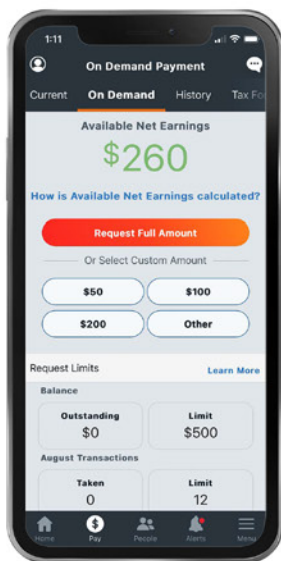 1:11
On Demand Payment
Current On Demand History Tax Fo
Available Net Earnings
$260
How is Available Net Earnings calculated?
Request Full Amount
Or Select Custom Amount
$50 $100
$200 Other
Request Limits Learn More
Balance
Outstanding Limit
$0 $500
August Transactions
Taken Limit
0 12
$
Home Pay People Alerts Menu